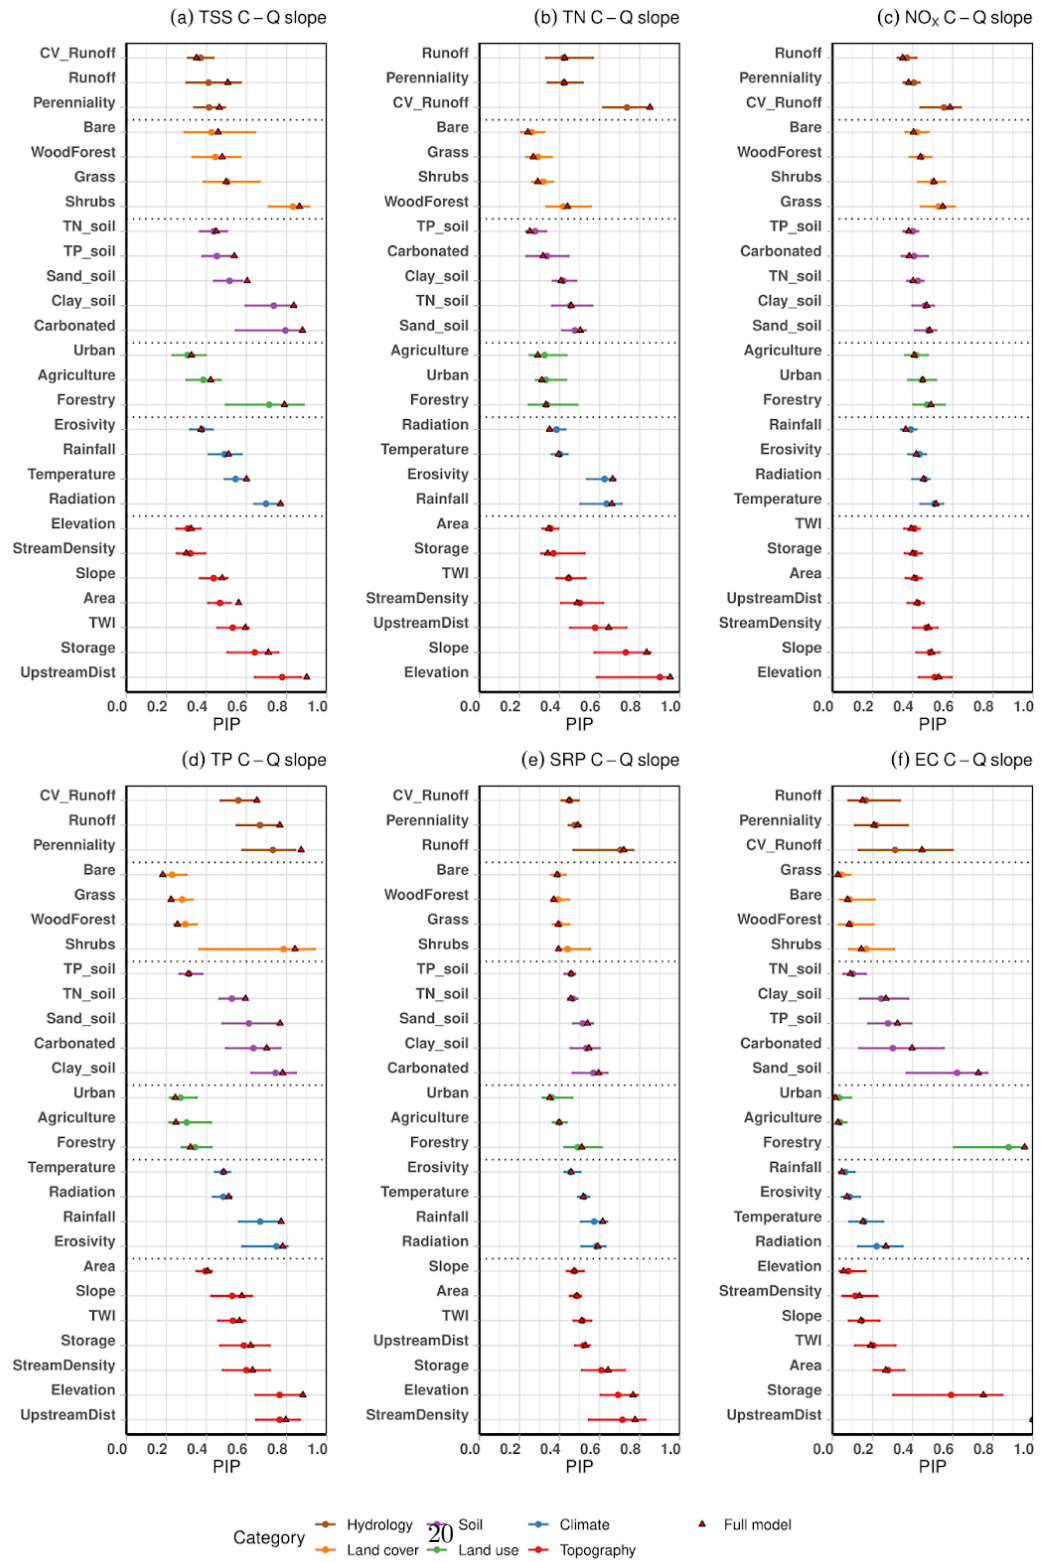 (a) TSS C−Q slope
CV_Runoff
Runoff
Perenniality
Bare
WoodForest
Grass
Shrubs
TN_soil
TP_soil
Sand_soil
Clay_soil
Carbonated
Urban
Agriculture
Forestry
Erosivity
Rainfall
Temperature
Radiation
Elevation
StreamDensity
Slope
Area
TWI
Storage
UpstreamDist
0.0 0.2 0.4 0.6 0.8 1.0
PIP
(b) TN C−Q slope
Runoff
Perenniality
CV_Runoff
Bare
Grass
Shrubs
WoodForest
TP_soil
Carbonated
Clay_soil
TN_soil
Sand_soil
Agriculture
Urban
Forestry
Radiation
Temperature
Erosivity
Rainfall
Area
Storage
TWI
StreamDensity
UpstreamDist
Slope
Elevation
0.0 0.2 0.4 0.6 0.8 1.0
PIP
(c) NOX C−Q slope
Runoff
Perenniality
CV_Runoff
Bare
WoodForest
Shrubs
Grass
TP_soil
Carbonated
TN_soil
Clay_soil
Sand_soil
Agriculture
Urban
Forestry
Rainfall
Erosivity
Radiation
Temperature
TWI
Storage
Area
UpstreamDist
StreamDensity
Slope
Elevation
0.0 0.2 0.4 0.6 0.8 1.0
PIP
(d) TP C−Q slope
CV_Runoff
Runoff
Perenniality
Bare
Grass
WoodForest
Shrubs
TP_soil
TN_soil
Sand_soil
Carbonated
Clay_soil
Urban
Agriculture
Forestry
Temperature
Radiation
Rainfall
Erosivity
Area
Slope
TWI
Storage
StreamDensity
Elevation
UpstreamDist
0.0 0.2 0.4 0.6 0.8 1.0
PIP
(e) SRP C−Q slope
CV_Runoff
Perenniality
Runoff
Bare
WoodForest
Grass
Shrubs
TP_soil
TN_soil
Sand_soil
Clay_soil
Carbonated
Urban
Agriculture
Forestry
Erosivity
Temperature
Rainfall
Radiation
Slope
Area
TWI
UpstreamDist
Storage
Elevation
StreamDensity
0.0 0.2 0.4 0.6 0.8 1.0
PIP
(f) EC C−Q slope
Runoff
Perenniality
CV_Runoff
Grass
Bare
WoodForest
Shrubs
TN_soil
Clay_soil
TP_soil
Carbonated
Sand_soil
Urban
Agriculture
Forestry
Rainfall
Erosivity
Temperature
Radiation
Elevation
StreamDensity
Slope
TWI
Area
Storage
UpstreamDist
0.0 0.2 0.4 0.6 0.8 1.0
PIP
Category
Hydrology Soil Climate Full model
Land cover Land use Topography
20